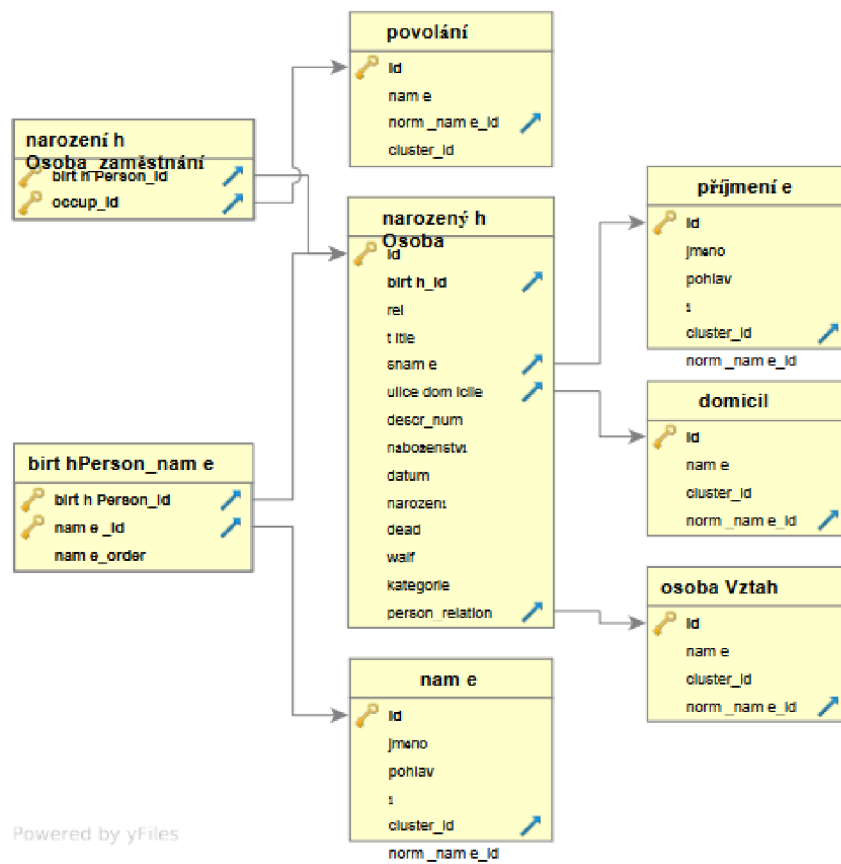 povolání
id
nam e
norm _nam e_id
cluster_id
narození h
Osoba_zaměstnání
birt h Person_id
occup_id
narozený h
Osoba
id
birt h_id
rel
t itle
snam e
ulice dom icile
descr_num
náboženství
datum
narození
dead
waif
kategorie
person_relation
příjmení e
id
jméno
pohlav
í
cluster_id
norm _nam e_id
domicil
id
nam e
cluster_id
norm _nam e_id
birt hPerson_nam e
birt h Person_id
nam e _id
nam e_order
osoba Vztah
id
nam e
cluster_id
norm _nam e_id
nam e
id
jméno
pohlav
í
cluster_id
norm _nam e_id
Powered by yFiles